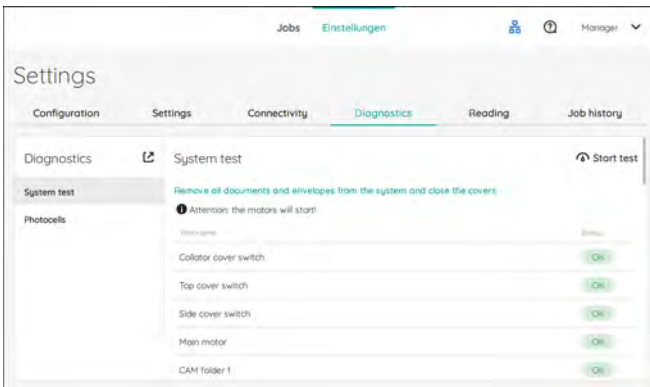 Jobs Einstellungen Manager
Settings
Configuration Settings Connectivity Diagnostics Reading Job history
Diagnostics System test Start test
System test
Remove all documents and envelopes from the system and close the covers
Photocells
Attention: the motors will start!
Status
Collator cover switch OK
Top cover switch OK
Side cover switch OK
Main motor OK
CAM folder 1 OK